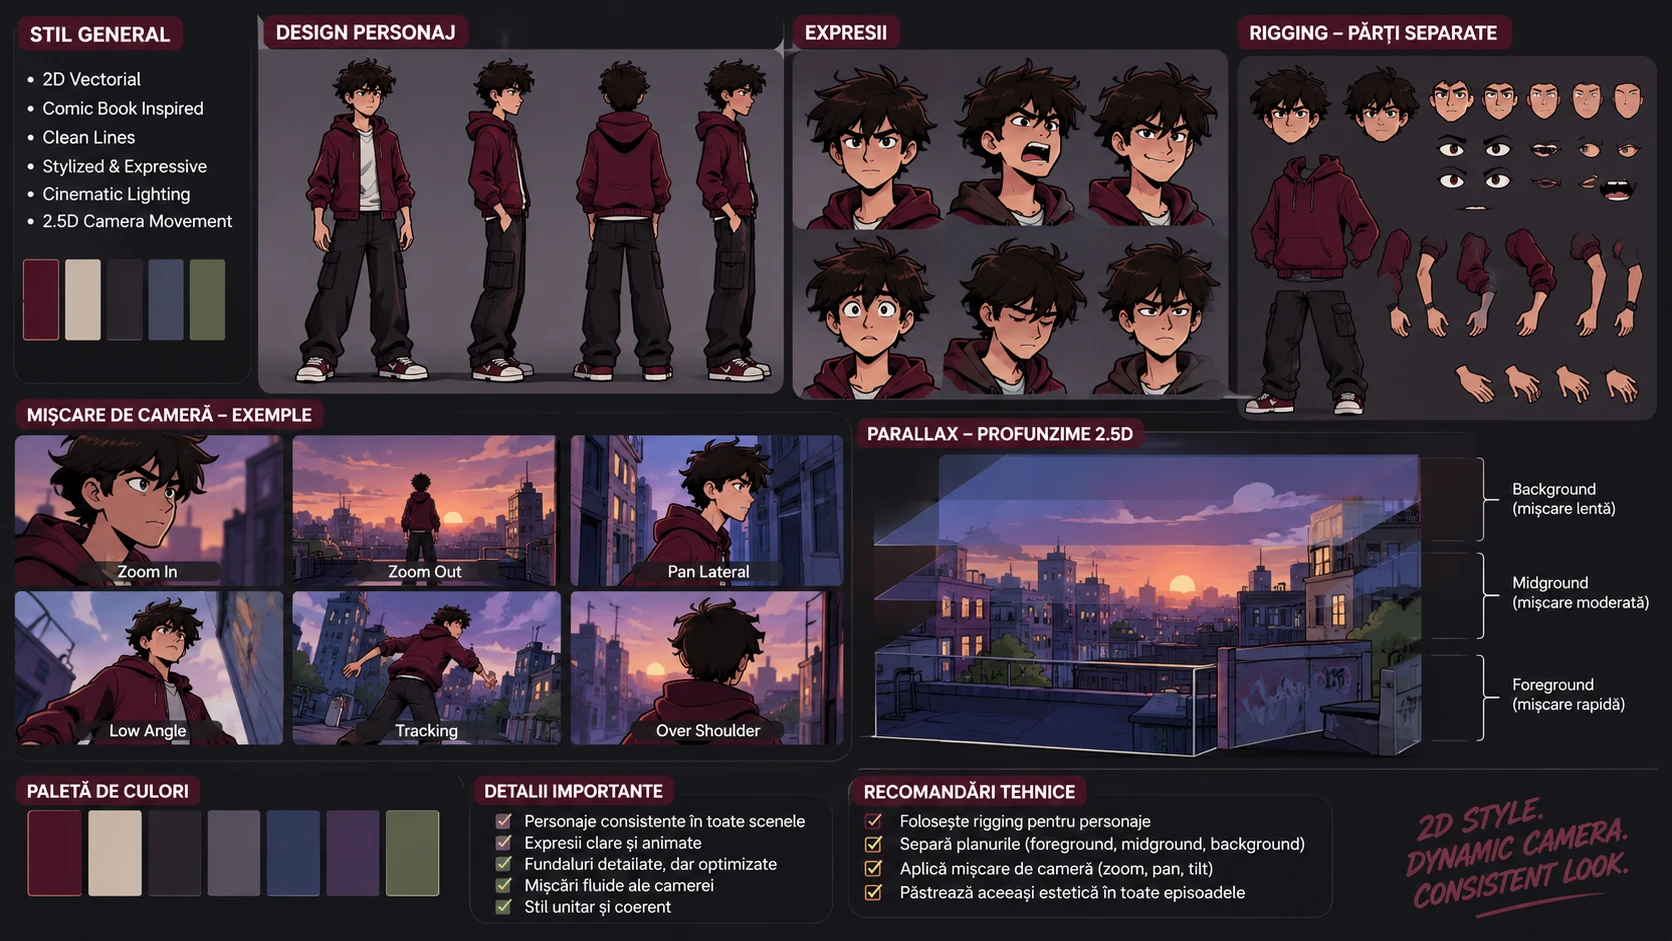 STIL GENERAL
• 2D Vectorial
• Comic Book Inspired
• Clean Lines
• Stylized & Expressive
• Cinematic Lighting
• 2.5D Camera Movement
DESIGN PERSONAJ
EXPRESII
RIGGING – PĂRȚI SEPARATE
MIȘCARE DE CAMERĂ – EXEMPLE
Zoom In
Zoom Out
Pan Lateral
Low Angle
Tracking
Over Shoulder
PARALLAX – PROFUNZIME 2.5D
Background
(mișcare lentă)
Midground
(mișcare moderată)
Foreground
(mișcare rapidă)
PALETĂ DE CULORI
DETALII IMPORTANTE
Personaje consistente în toate scenele
Expresii clare și animate
Fundaluri detailate, dar optimizate
Mișcări fluide ale camerei
Stil unitar și coerent
RECOMANDĂRI TEHNICE
Folosește rigging pentru personaje
Separă planurile (foreground, midground, background)
Aplică mișcare de cameră (zoom, pan, tilt)
Păstrează aceeași estetică în toate episoadele
2D STYLE.
DYNAMIC CAMERA.
CONSISTENT LOOK.